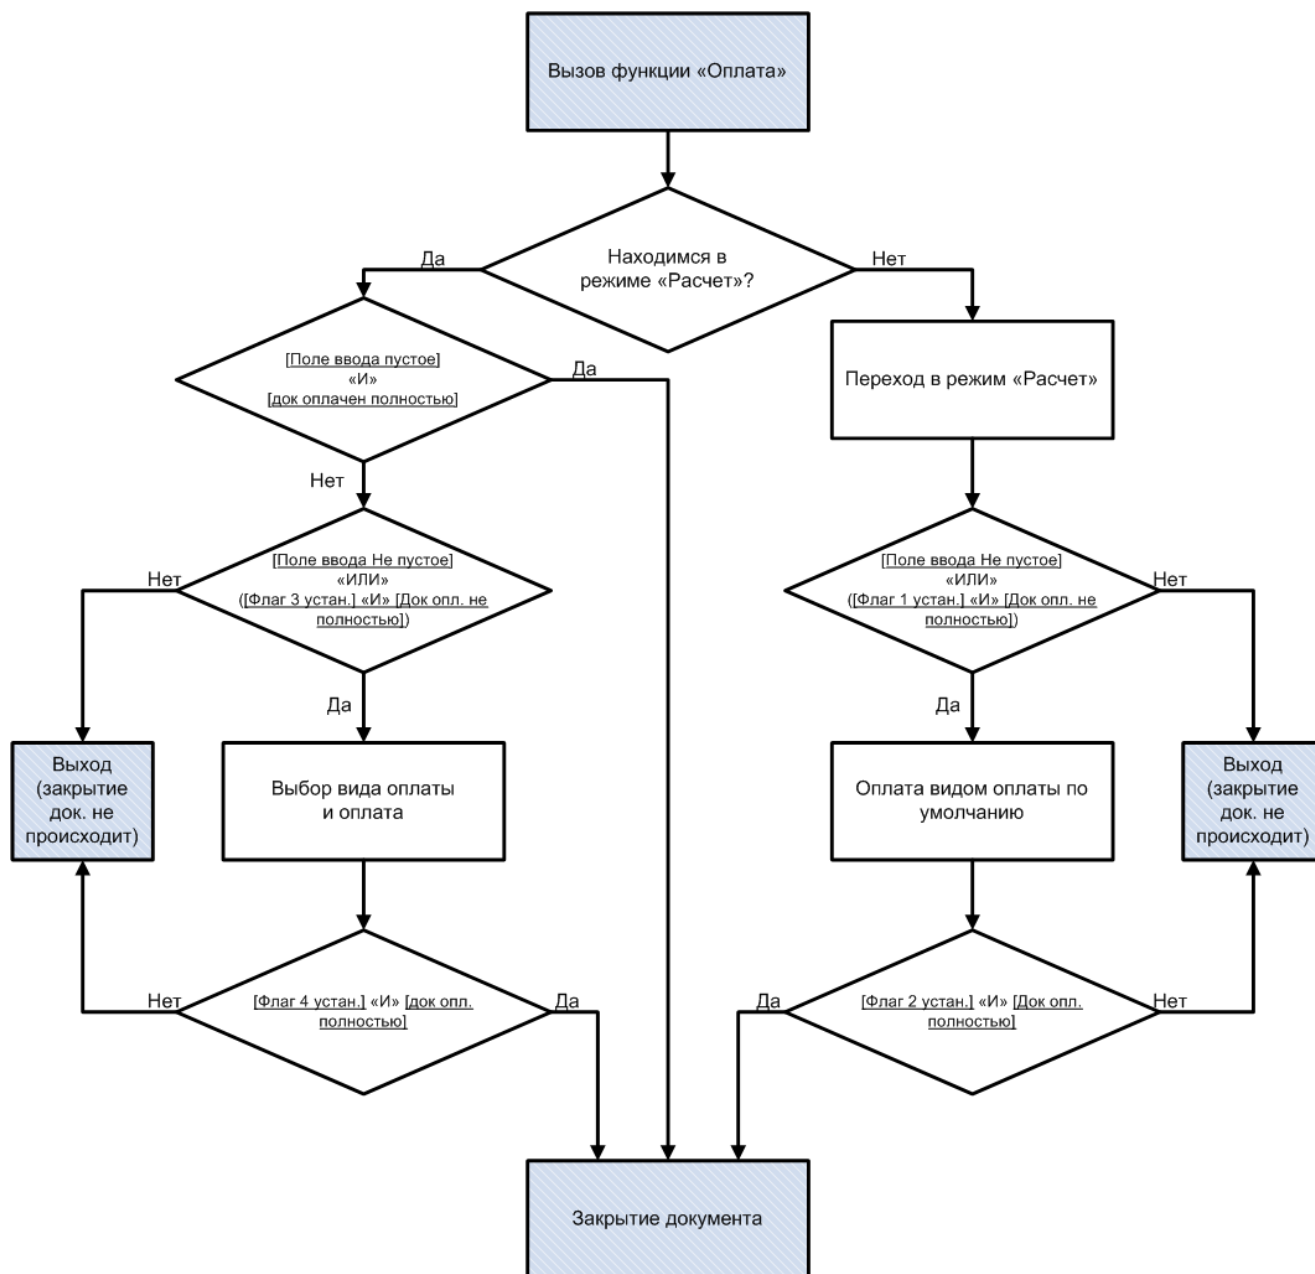 Вызов функции «Оплата»
Находимся в
режиме «Расчет»?
Да
Нет
[Поле ввода пустое]
«И»
[док оплачен полностью]
Да
Переход в режим «Расчет»
Нет
[Поле ввода Не пустое]
«ИЛИ»
([Флаг 3 устан.] «И» [Док опл. не
полностью])
Нет
Да
[Поле ввода Не пустое]
«ИЛИ»
([Флаг 1 устан.] «И» [Док опл. не
полностью])
Нет
Да
Выход
(закрытие
док. не
происходит)
Выбор вида оплаты
и оплата
Оплата видом оплаты по
умолчанию
Выход
(закрытие
док. не
происходит)
Нет
[Флаг 4 устан.] «И» [док опл.
полностью]
Да
Да
[Флаг 2 устан.] «И» [Док опл.
полностью]
Нет
Закрытие документа